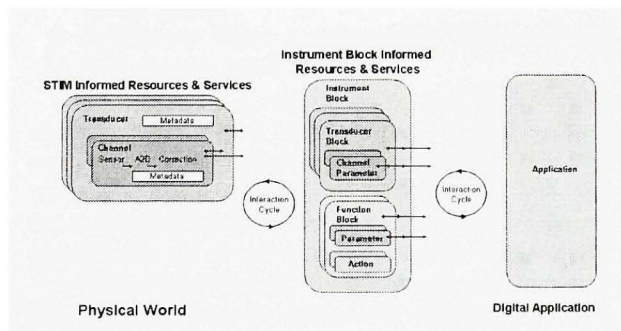 Instrument Block Informed
Resources & Services
STIM Informed Resources & Services
Instrument
Block
Transducer
Metadata
Transducer
Block
Channel
Sensor A2D Correction
Channel
Parameter
Application
Metadata
Interaction
Cycle
Interaction
Cycle
Function
Block
Parameter
Action
Physical World
Digital Application